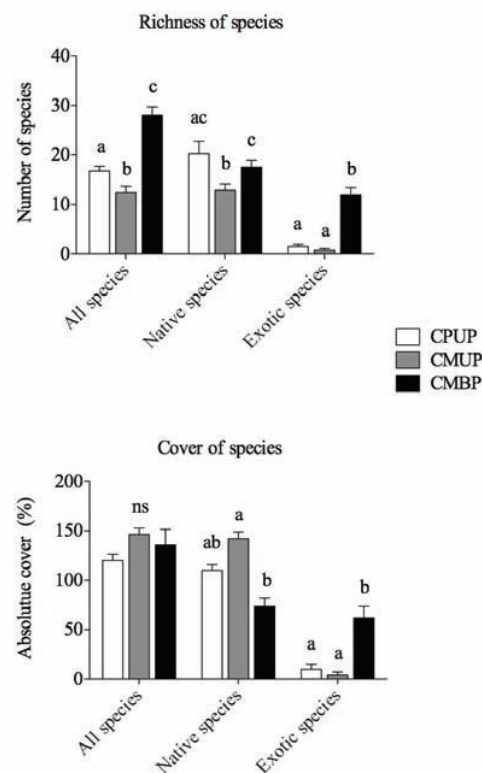 Richness of species
Number of species
40
30
20
10
0
a
b
c
ac
b
c
a
a
b
All species
Native species
Exotic species
CPUP
CMUP
CMBP
Cover of species
Absolutue cover (%)
200
150
100
50
0
ns
ab
a
b
a
a
b
All species
Native species
Exotic species